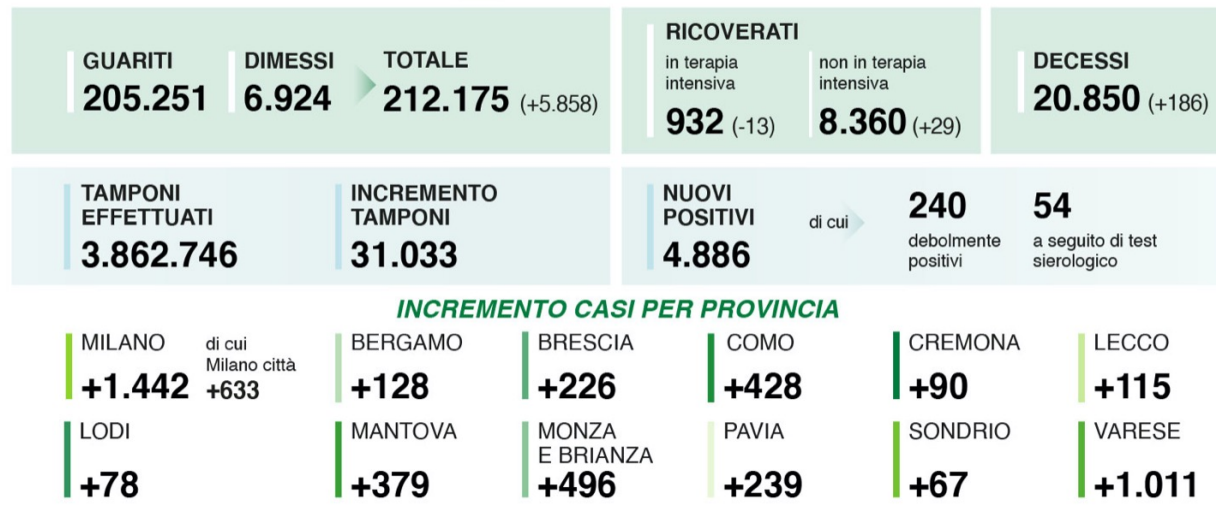 GUARITI
205.251
DIMESSI
6.924
TOTALE
212.175 (+5.858)
RICOVERATI
in terapia
intensiva
932 (-13)
non in terapia
intensiva
8.360 (+29)
DECESSI
20.850 (+186)
TAMPONI
EFFETTUATI
3.862.746
INCREMENTO
TAMPONI
31.033
NUOVI
POSITIVI
4.886
di cui
240
debolmente
positivi
54
a seguito di test
sierologico
INCREMENTO CASI PER PROVINCIA
MILANO
+1.442
di cui
Milano città
+633
BERGAMO
+128
BRESCIA
+226
COMO
+428
CREMONA
+90
LECCO
+115
LODI
+78
MANTOVA
+379
MONZA
E BRIANZA
+496
PAVIA
+239
SONDRIO
+67
VARESE
+1.011